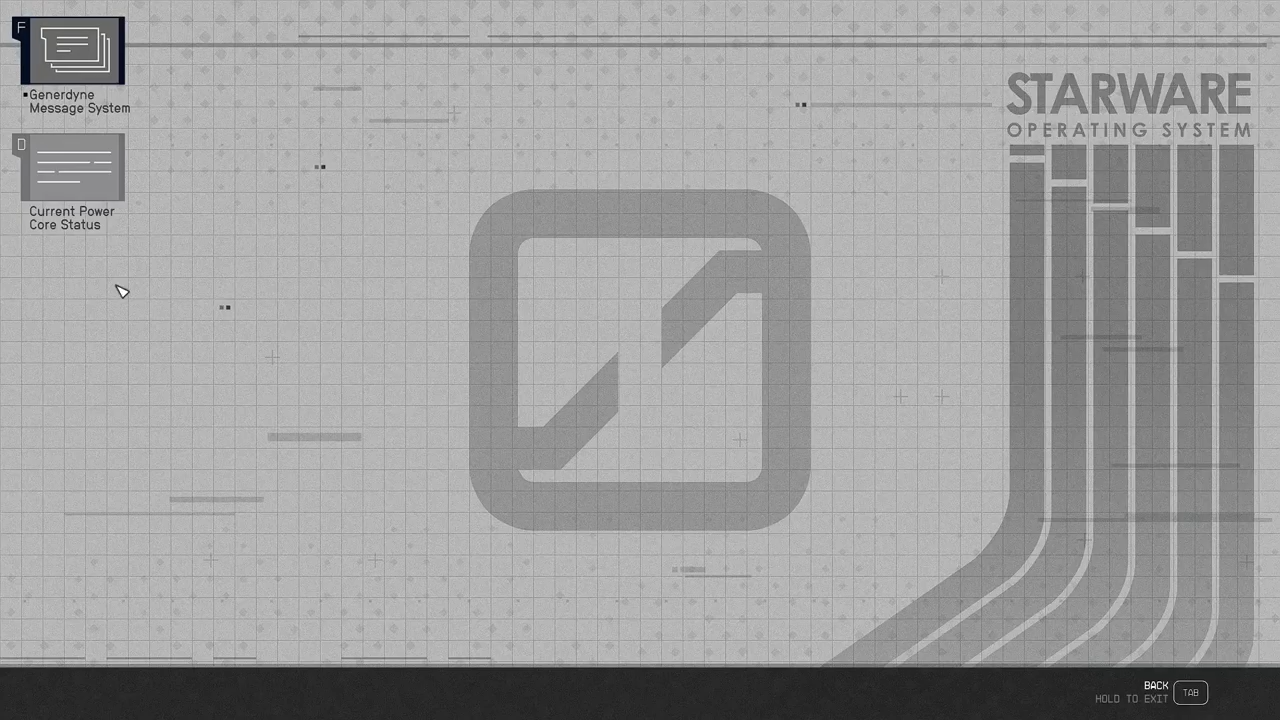 F
Generdyne
Message System
D
Current Power
Core Status
STARWARE
OPERATING SYSTEM
BACK
HOLD TO EXIT
TAB